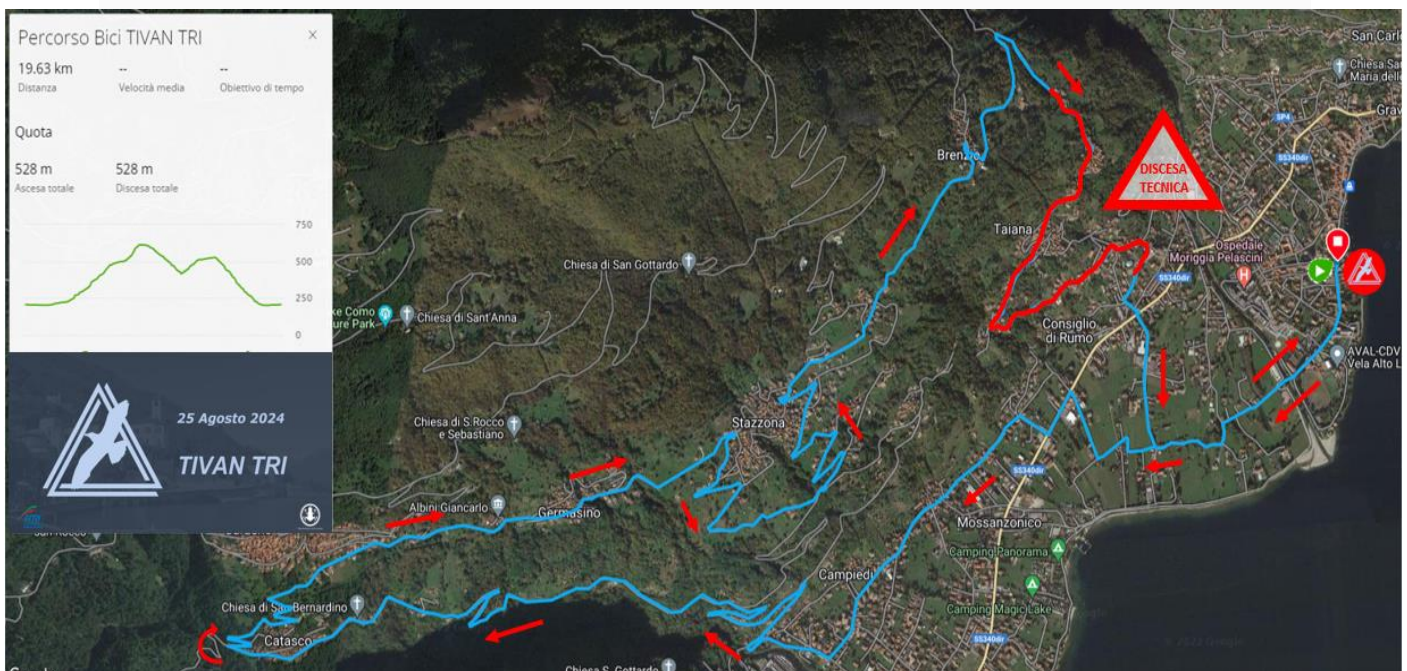 Percorso Bici TIVAN TRI
×
19.63 km
--
--
Distanza
Velocità media
Obiettivo di tempo
Quota
528 m
528 m
Ascesa totale
Discesa totale
750
500
250
0
25 Agosto 2024
TIVAN TRI
San Carlo
Chiesa San
Maria delle
Grav
SP4
SS340dir
Brenzio
DISCESA
TECNICA
Taiana
Ospedale
Moriggia Pelascini
H
SS340dir
Chiesa di San Gottardo
ke Como
ure Park
Chiesa di Sant'Anna
Consiglio
di Rumo
AVAL-CDV
Vela Alto L
Chiesa di S.Rocco
e Sebastiano
Stazzona
SS340dir
Albini Giancarlo
Germasino
Mossanzonico
Camping Panorama
Campiedi
Camping Magic Lake
Chiesa di San Bernardino
Catasco
SS340dir
Chiesa S. Gottardo